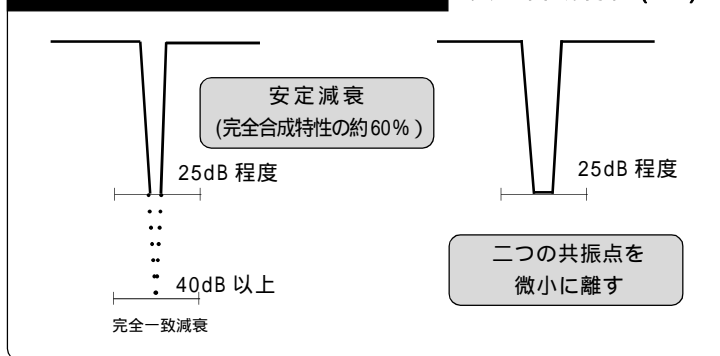 安定減衰
(完全合成特性の約60%)
25dB 程度
25dB 程度
40dB 以上
完全一致減衰
二つの共振点を
微小に離す